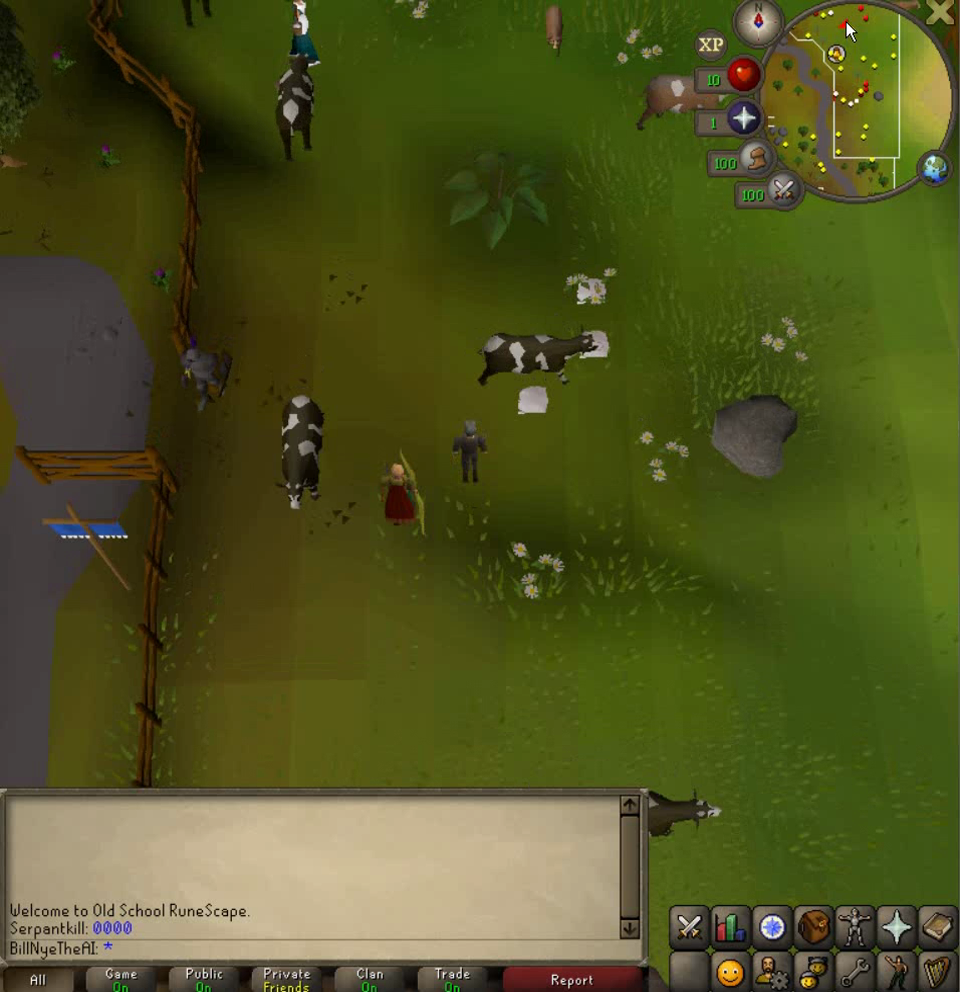 N
XP
10
1
100
100
Welcome to Old School RuneScape.
Serpantkill: 0000
BillNyeTheAI: *
All
Game
On
Public
On
Private
Friends
Clan
On
Trade
On
Report